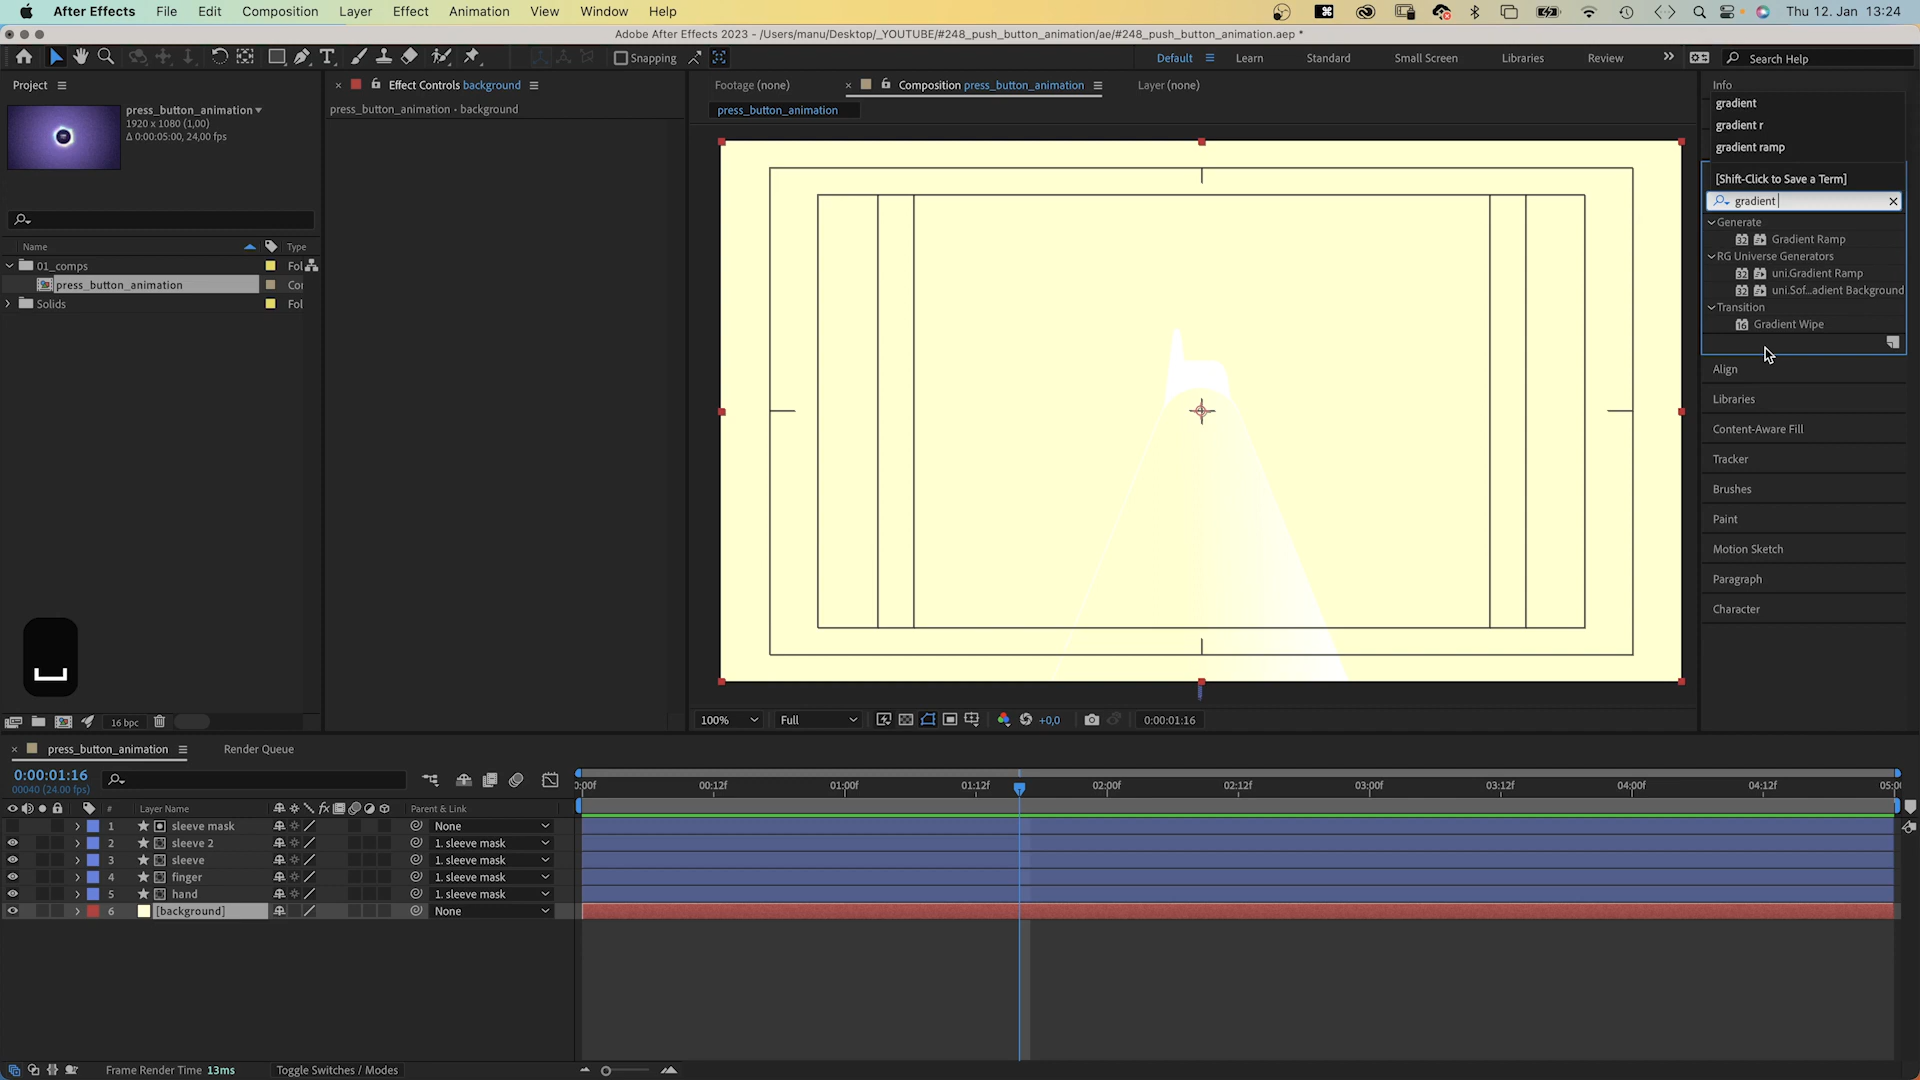 After Effects File Edit Composition Layer Effect Animation View Window Help
Thu 12. Jan 13:24
Adobe After Effects 2023 - /Users/manu/Desktop/_YOUTUBE/#248_push_button_animation/ae/#248_push_button_animation.aep *
Snapping
Default Learn Standard Small Screen Libraries Review
Search Help
Project
Effect Controls background
Footage (none)
Composition press_button_animation
Layer (none)
Info
press_button_animation
1920 x 1080 (1,00)
Δ 0:00:05:00, 24,00 fps
press_button_animation • background
press_button_animation
gradient
gradient r
gradient ramp
[Shift-Click to Save a Term]
gradient
Generate
32 Gradient Ramp
RG Universe Generators
32 uni.Gradient Ramp
32 uni.Sof...adient Background
Transition
16 Gradient Wipe
Align
Libraries
Content-Aware Fill
Tracker
Brushes
Paint
Motion Sketch
Paragraph
Character
Name Type
01_comps Fol
press_button_animation Coi
Solids Fol
16 bpc
100% Full +0,0 0:00:01:16
press_button_animation
Render Queue
0:00:01:16
00040 (24.00 fps)
:00f 00:12f 01:00f 01:12f 02:00f 02:12f 03:00f 03:12f 04:00f 04:12f 05:0
# Layer Name fx Parent & Link
1 sleeve mask None
2 sleeve 2 1. sleeve mask
3 sleeve 1. sleeve mask
4 finger 1. sleeve mask
5 hand 1. sleeve mask
6 [background] None
Frame Render Time 13ms
Toggle Switches / Modes